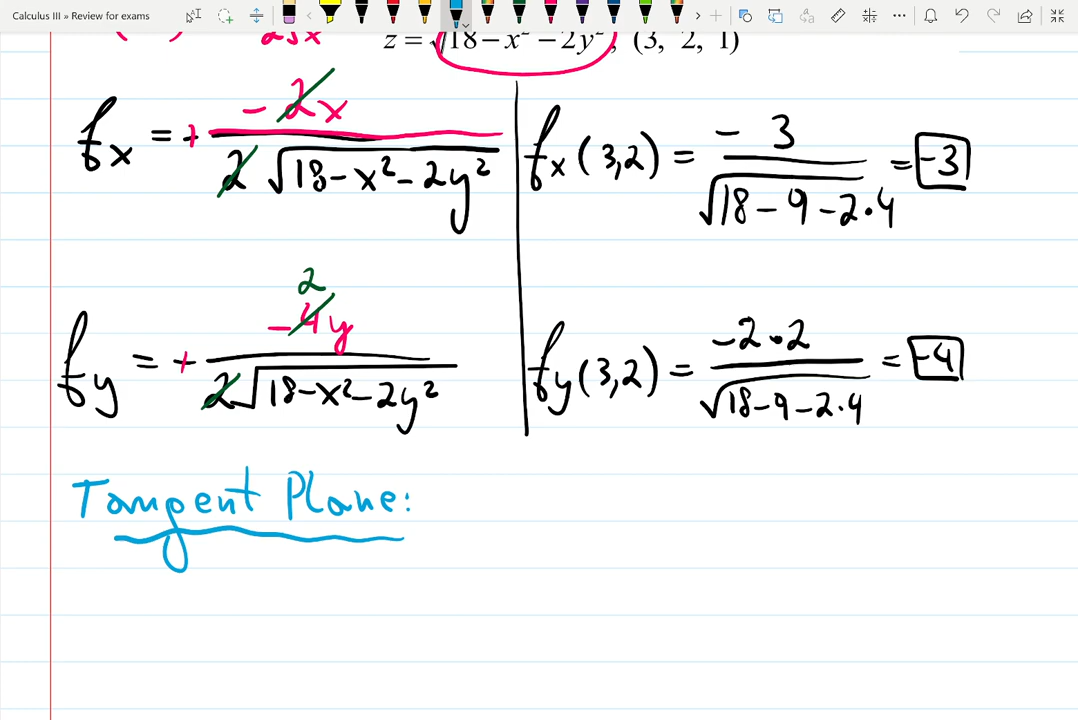 Calculus III » Review for exams
z = √18 − x² − 2y², (3, 2, 1)
fx = + −2x / 2√18−x²−2y²
fx(3,2) = −3 / √18−9−2·4 = −3
2
fy = + −4y / 2√18−x²−2y²
fy(3,2) = −2·2 / √18−9−2·4 = −4
Tangent Plane: